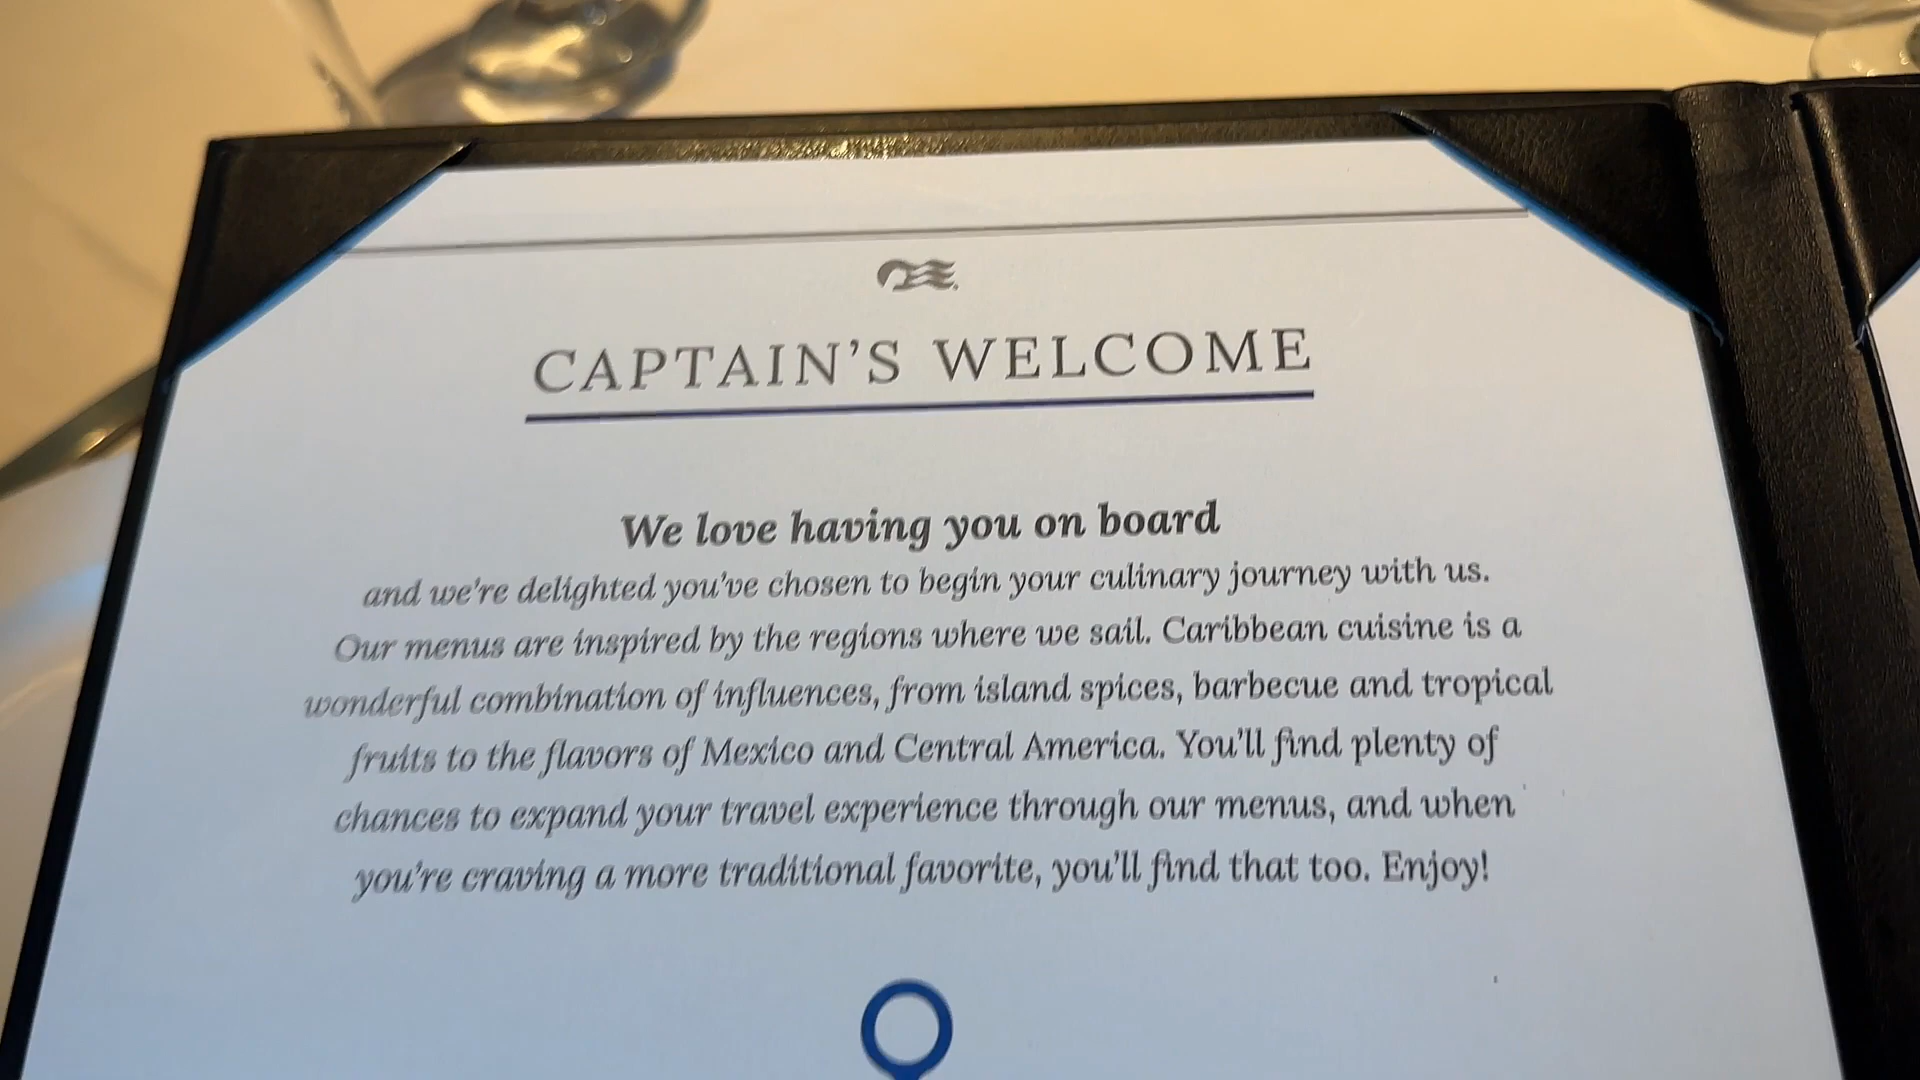 CAPTAIN'S WELCOME
We love having you on board
and we're delighted you've chosen to begin your culinary journey with us.
Our menus are inspired by the regions where we sail. Caribbean cuisine is a
wonderful combination of influences, from island spices, barbecue and tropical
fruits to the flavors of Mexico and Central America. You'll find plenty of
chances to expand your travel experience through our menus, and when
you're craving a more traditional favorite, you'll find that too. Enjoy!